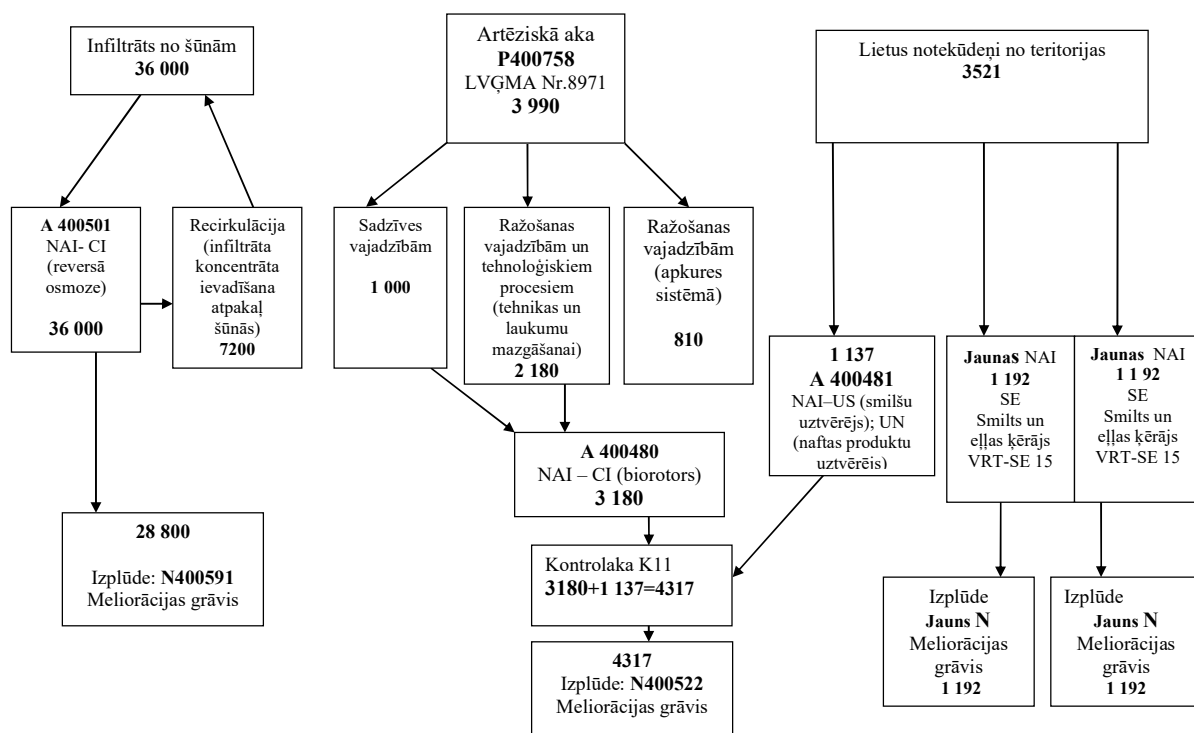 Infiltrāts no šūnām
36 000
Artēziskā aka
P400758
LVĢMA Nr.8971
3 990
Lietus notekūdeņi no teritorijas
3521
A 400501
NAI- CI
(reversā
osmoze)
36 000
Recirkulācija
(infiltrāta
koncentrāta
ievadīšana
atpakaļ
šūnās)
7200
Sadzīves
vajadzībām
1 000
Ražošanas
vajadzībām un
tehnoloģiskiem
procesiem
(tehnikas un
laukumu
mazgāšanai)
2 180
Ražošanas
vajadzībām
(apkures
sistēmā)
810
1 137
A 400481
NAI–US (smilšu
uztvērējs); UN
(naftas produktu
uztvērējs)
Jaunas NAI
1 192
SE
Smilts un
eļļas ķērājs
VRT-SE 15
Jaunas NAI
1 1 92
SE
Smilts un
eļļas ķērājs
VRT-SE 15
A 400480
NAI – CI (biorotors)
3 180
28 800
Izplūde: N400591
Meliorācijas grāvis
Kontrolaka K11
3180+1 137=4317
4317
Izplūde: N400522
Meliorācijas grāvis
Izplūde
Jauns N
Meliorācijas
grāvis
1 192
Izplūde
Jauns N
Meliorācijas
grāvis
1 192